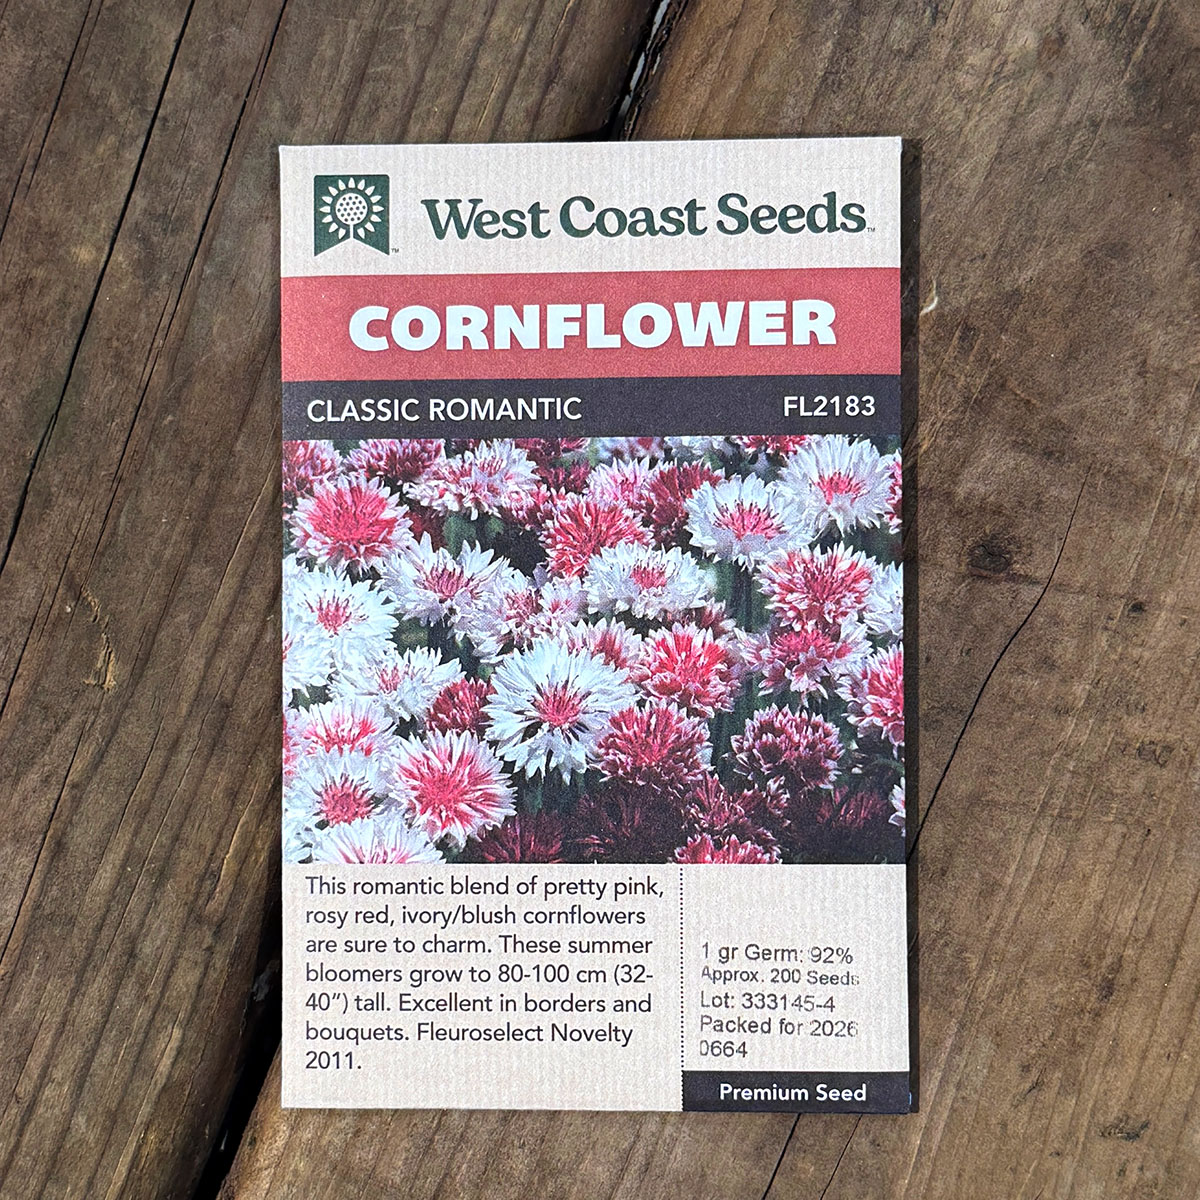 West Coast Seeds™
CORNFLOWER
CLASSIC ROMANTIC FL2183
This romantic blend of pretty pink,
rosy red, ivory/blush cornflowers
are sure to charm. These summer
bloomers grow to 80-100 cm (32-
40”) tall. Excellent in borders and
bouquets. Fleuroselect Novelty
2011.
1 gr Germ: 92%
Approx. 200 Seeds
Lot: 333145-4
Packed for 2026
0664
Premium Seed